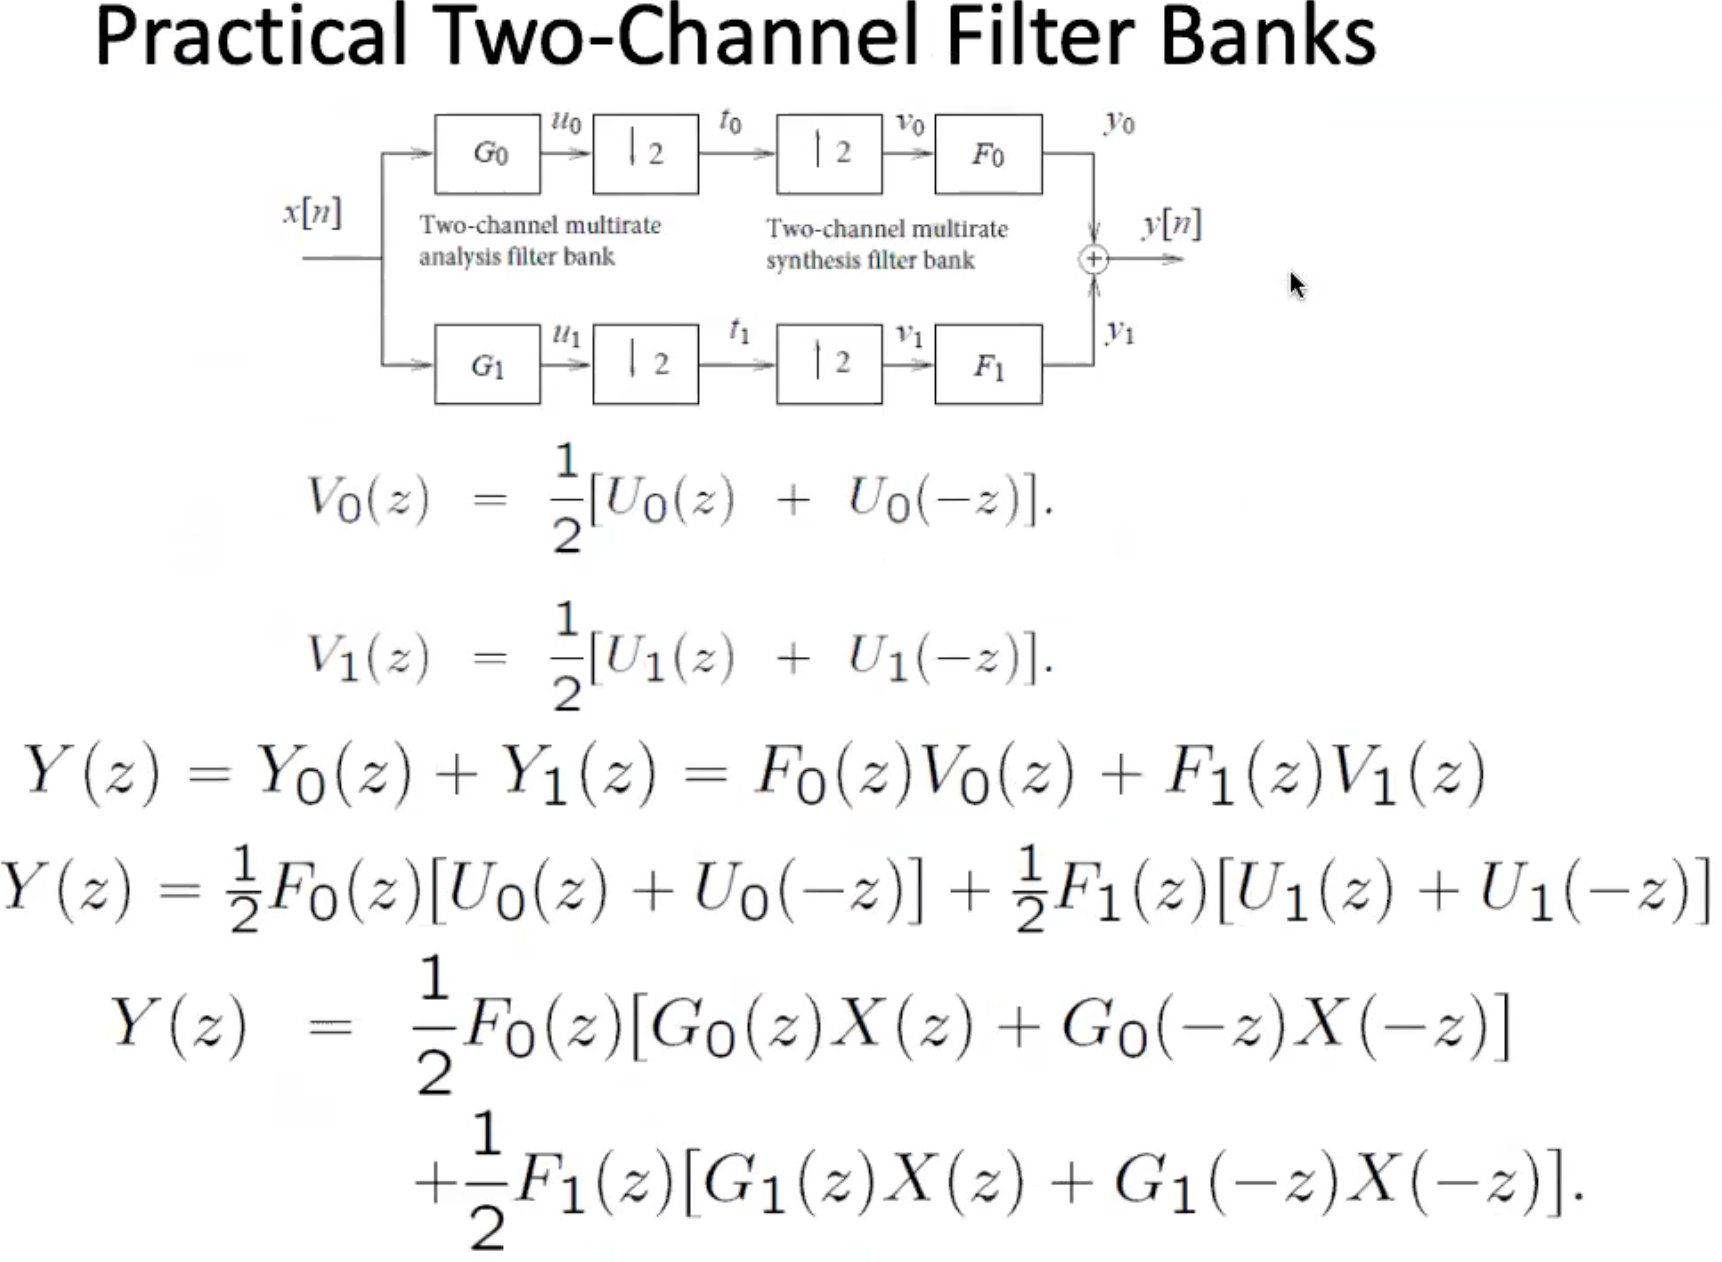 Practical Two-Channel Filter Banks
u0 t0 v0 y0
G0 ↓2 ↑2 F0
x[n]
Two-channel multirate
analysis filter bank
Two-channel multirate
synthesis filter bank
+
y[n]
u1 t1 v1 y1
G1 ↓2 ↑2 F1
V0(z) = 1/2[U0(z) + U0(−z)].
V1(z) = 1/2[U1(z) + U1(−z)].
Y(z) = Y0(z) + Y1(z) = F0(z)V0(z) + F1(z)V1(z)
Y(z) = 1/2F0(z)[U0(z) + U0(−z)] + 1/2F1(z)[U1(z) + U1(−z)]
Y(z) = 1/2F0(z)[G0(z)X(z) + G0(−z)X(−z)]
+1/2F1(z)[G1(z)X(z) + G1(−z)X(−z)].